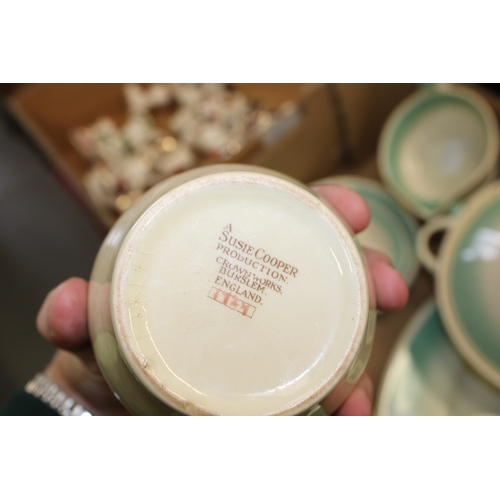 A
SUSIE COOPER
PRODUCTION.
CROWN WORKS,
BURSLEM
ENGLAND.